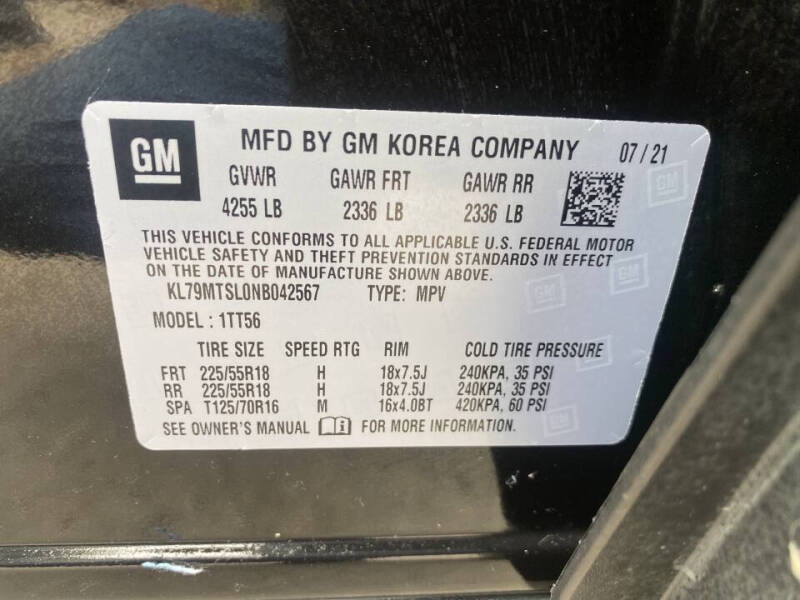 GM MFD BY GM KOREA COMPANY 07/21
GVWR GAWR FRT GAWR RR
4255 LB 2336 LB 2336 LB
GM
THIS VEHICLE CONFORMS TO ALL APPLICABLE U.S. FEDERAL MOTOR
VEHICLE SAFETY AND THEFT PREVENTION STANDARDS IN EFFECT
ON THE DATE OF MANUFACTURE SHOWN ABOVE.
KL79MTSL0NB042567 TYPE: MPV
GM
MODEL : 1TT56
TIRE SIZE SPEED RTG RIM COLD TIRE PRESSURE
FRT 225/55R18 H 18x7.5J 240KPA, 35 PSI
RR 225/55R18 H 18x7.5J 240KPA, 35 PSI
SPA T125/70R16 M 16x4.0BT 420KPA, 60 PSI
SEE OWNER'S MANUAL i FOR MORE INFORMATION.